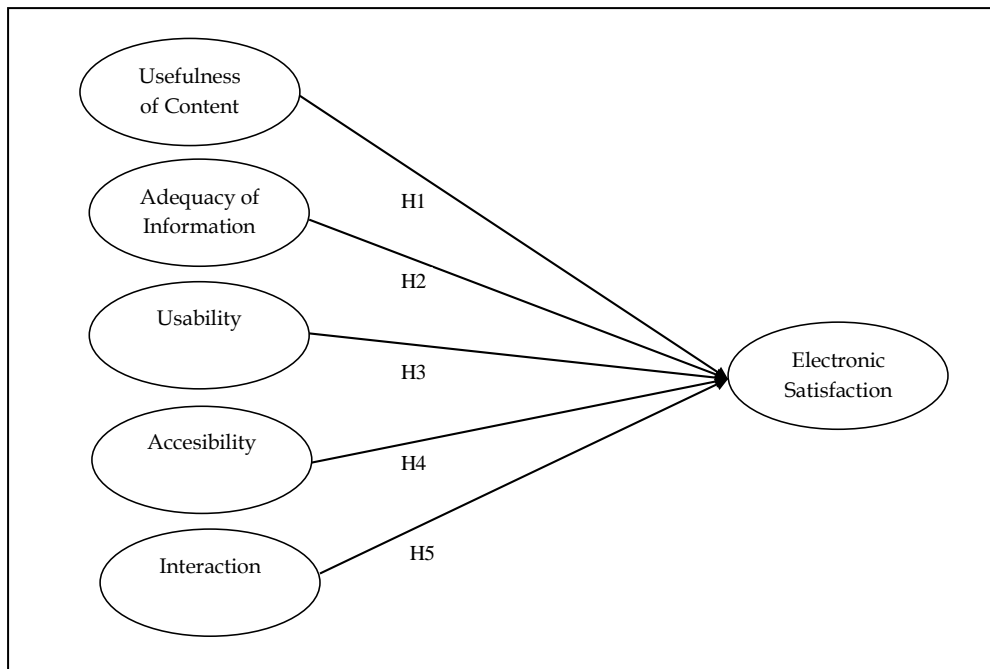 Usefulness
of Content
H1
Adequacy of
Information
H2
Usability
H3
Electronic
Satisfaction
Accesibility
H4
Interaction
H5